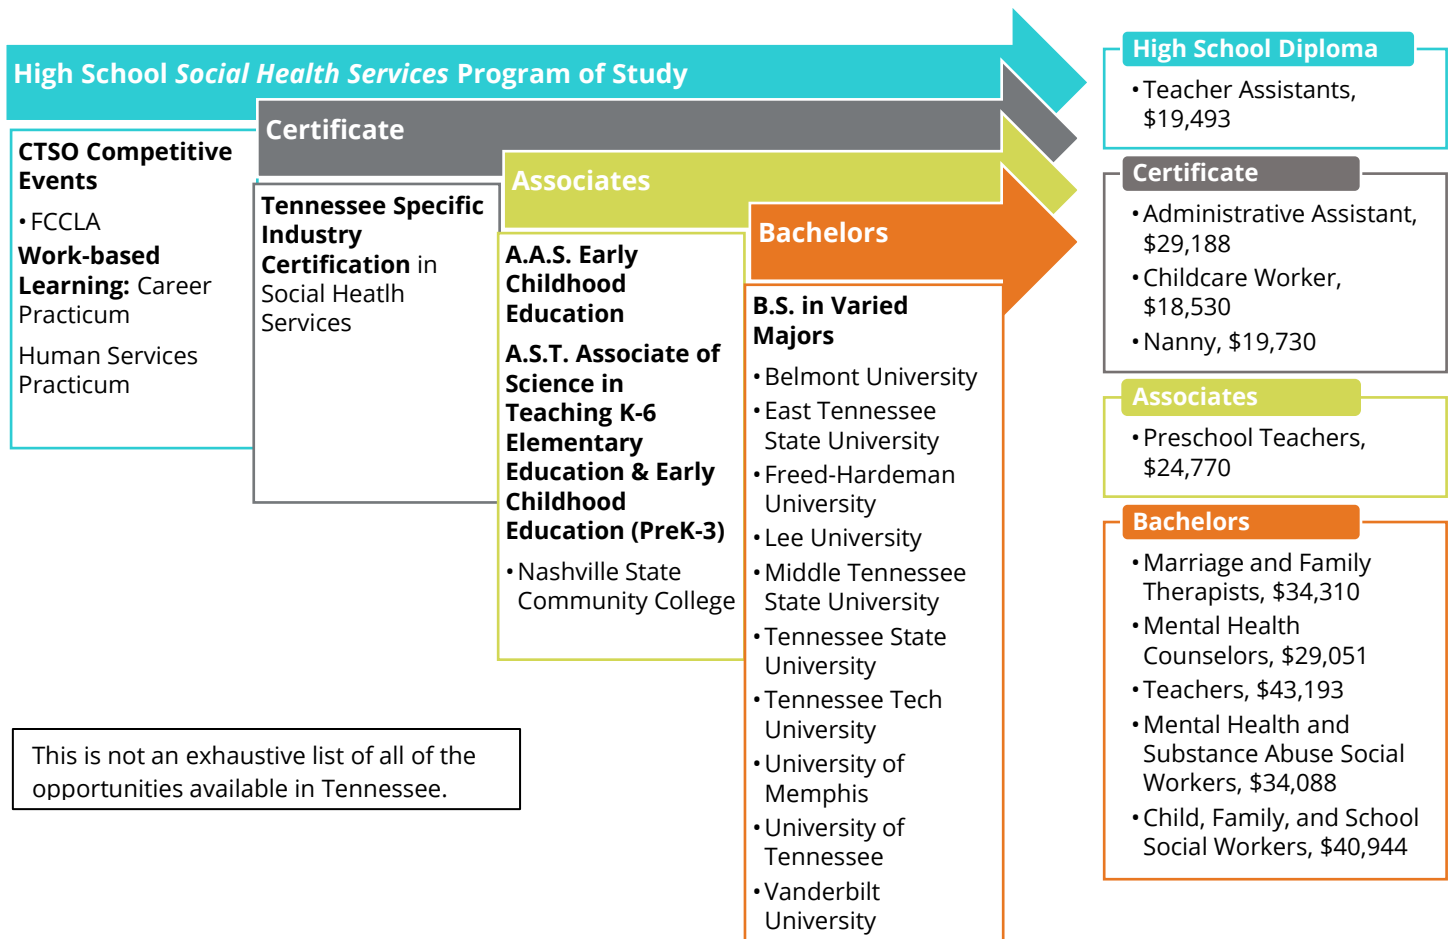 High School Social Health Services Program of Study
CTSO Competitive
Events
• FCCLA
Work-based
Learning: Career
Practicum
Human Services
Practicum
Certificate
Tennessee Specific
Industry
Certification in
Social Heatlh
Services
Associates
A.A.S. Early
Childhood
Education
A.S.T. Associate of
Science in
Teaching K-6
Elementary
Education & Early
Childhood
Education (PreK-3)
• Nashville State
Community College
Bachelors
B.S. in Varied
Majors
• Belmont University
• East Tennessee
State University
• Freed-Hardeman
University
• Lee University
• Middle Tennessee
State University
• Tennessee State
University
• Tennessee Tech
University
• University of
Memphis
• University of
Tennessee
• Vanderbilt
University
This is not an exhaustive list of all of the
opportunities available in Tennessee.
High School Diploma
• Teacher Assistants,
$19,493
Certificate
• Administrative Assistant,
$29,188
• Childcare Worker,
$18,530
• Nanny, $19,730
Associates
• Preschool Teachers,
$24,770
Bachelors
• Marriage and Family
Therapists, $34,310
• Mental Health
Counselors, $29,051
• Teachers, $43,193
• Mental Health and
Substance Abuse Social
Workers, $34,088
• Child, Family, and School
Social Workers, $40,944